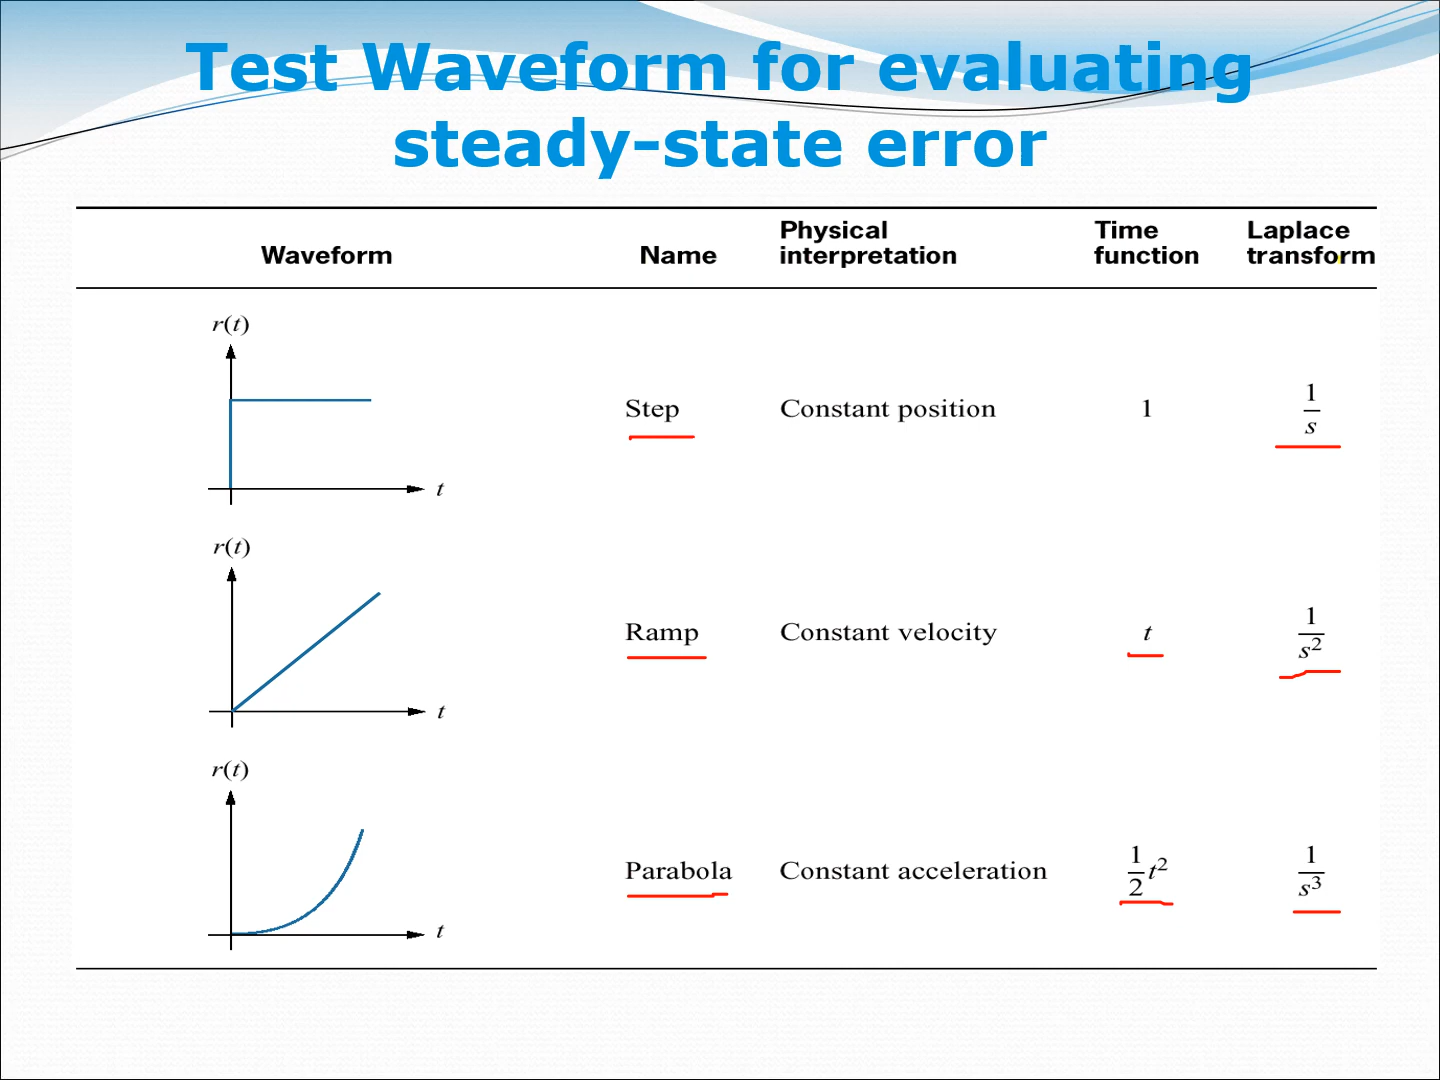 Test Waveform for evaluating
steady-state error
Waveform
Name
Physical
interpretation
Time
function
Laplace
transform
r(t)
t
Step
Constant position
1
1/s
r(t)
t
Ramp
Constant velocity
t
1/s²
r(t)
t
Parabola
Constant acceleration
1/2 t²
1/s³